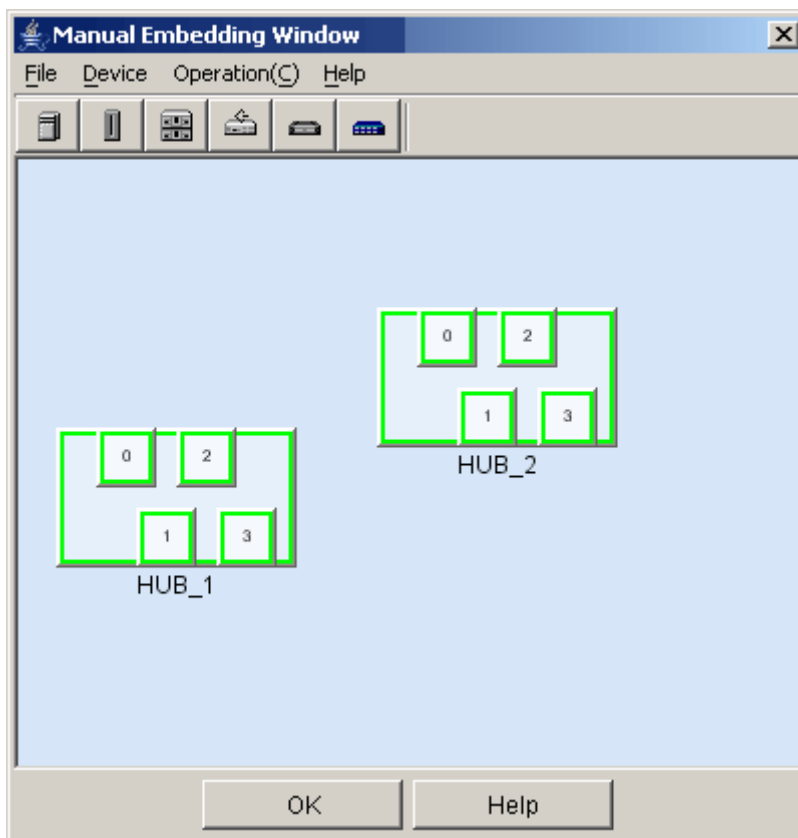 Manual Embedding Window
File Device Operation(C) Help
0 2
1 3
HUB_2
0 2
1 3
HUB_1
OK Help